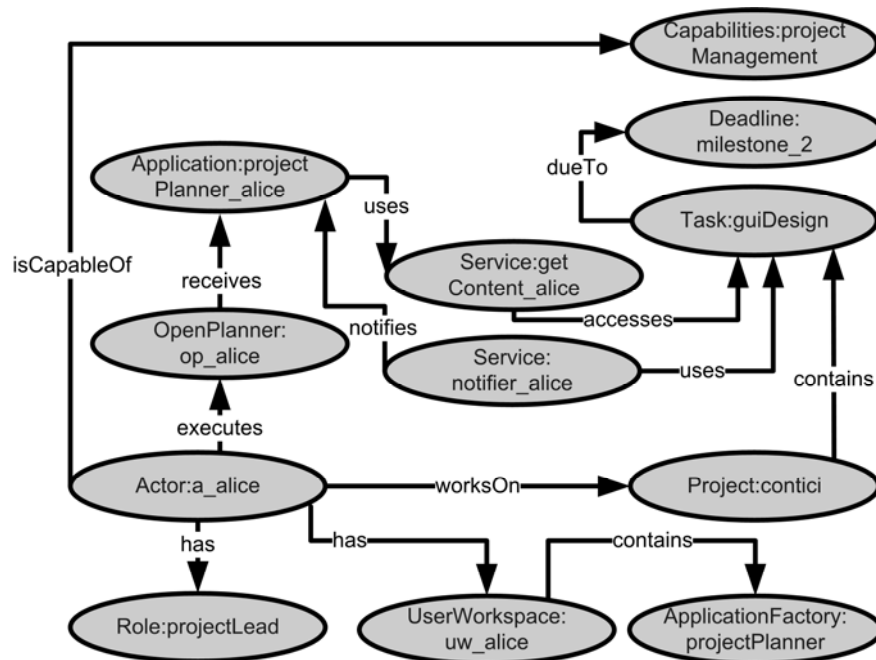 Capabilities:project
Management
Deadline:
milestone_2
dueTo
Application:project
Planner_alice
uses
Task:guiDesign
isCapableOf
receives
Service:get
Content_alice
accesses
OpenPlanner:
op_alice
notifies
Service:
notifier_alice
uses
contains
executes
Actor:a_alice
worksOn
Project:contici
has
has
contains
Role:projectLead
UserWorkspace:
uw_alice
ApplicationFactory:
projectPlanner